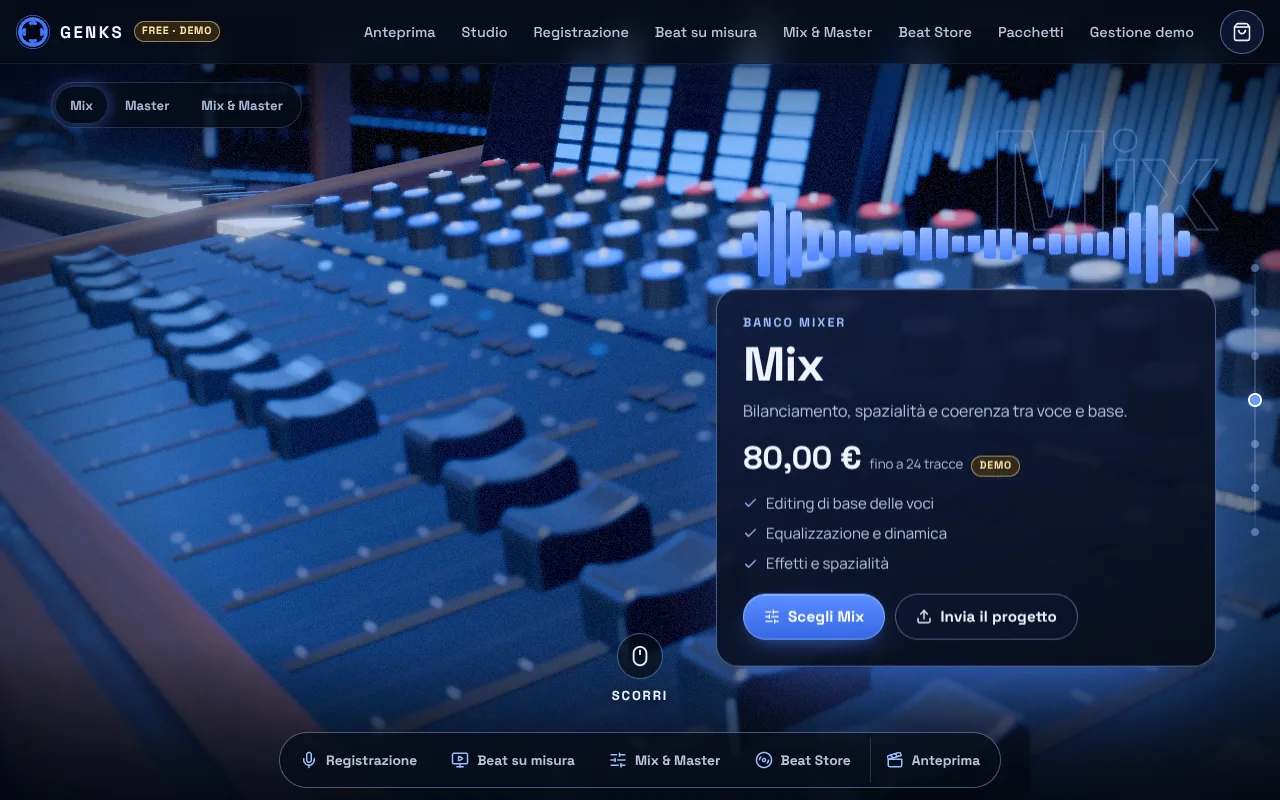 GENKS
FREE · DEMO
Anteprima
Studio
Registrazione
Beat su misura
Mix & Master
Beat Store
Pacchetti
Gestione demo
Mix
Master
Mix & Master
Mix
BANCO MIXER
Mix
Bilanciamento, spazialità e coerenza tra voce e base.
80,00 € fino a 24 tracce DEMO
Editing di base delle voci
Equalizzazione e dinamica
Effetti e spazialità
Scegli Mix
Invia il progetto
SCORRI
Registrazione
Beat su misura
Mix & Master
Beat Store
Anteprima